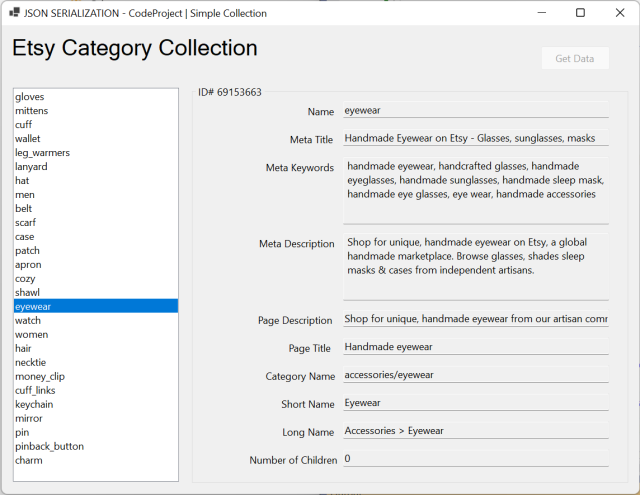 JSON SERIALIZATION - CodeProject | Simple Collection
Etsy Category Collection
Get Data
gloves
mittens
cuff
wallet
leg_warmers
lanyard
hat
men
belt
scarf
case
patch
apron
cozy
shawl
eyewear
watch
women
hair
necktie
money_clip
cuff_links
keychain
mirror
pin
pinback_button
charm
ID# 69153663
Name eyewear
Meta Title Handmade Eyewear on Etsy - Glasses, sunglasses, masks
Meta Keywords handmade eyewear, handcrafted glasses, handmade
eyeglasses, handmade sunglasses, handmade sleep mask,
handmade eye glasses, eye wear, handmade accessories
Meta Description Shop for unique, handmade eyewear on Etsy, a global
handmade marketplace. Browse glasses, shades sleep
masks & cases from independent artisans.
Page Description Shop for unique, handmade eyewear from our artisan
Page Title Handmade eyewear
Category Name accessories/eyewear
Short Name Eyewear
Long Name Accessories > Eyewear
Number of Children 0